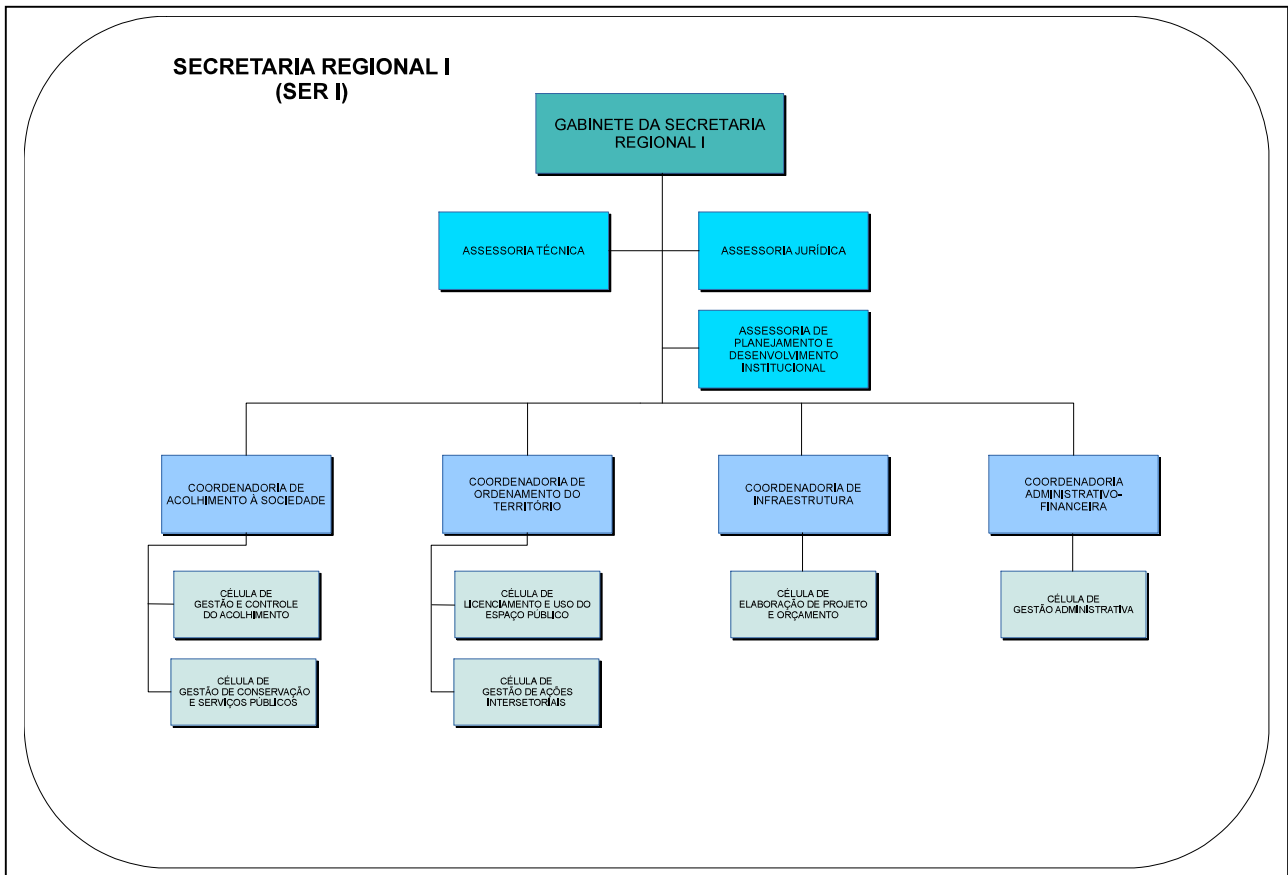 SECRETARIA REGIONAL I
(SER I)
GABINETE DA SECRETARIA
REGIONAL I
ASSESSORIA TÉCNICA
ASSESSORIA JURÍDICA
ASSESSORIA DE
PLANEJAMENTO E
DESENVOLVIMENTO
INSTITUCIONAL
COORDENADORIA DE
ACOLHIMENTO À SOCIEDADE
COORDENADORIA DE
ORDENAMENTO DO
TERRITÓRIO
COORDENADORIA DE
INFRAESTRUTURA
COORDENADORIA
ADMINISTRATIVO-
FINANCEIRA
CÉLULA DE
GESTÃO E CONTROLE
DO ACOLHIMENTO
CÉLULA DE
LICENCIAMENTO E USO DO
ESPAÇO PÚBLICO
CÉLULA DE
ELABORAÇÃO DE PROJETO
E ORÇAMENTO
CÉLULA DE
GESTÃO ADMINISTRATIVA
CÉLULA DE
GESTÃO DE CONSERVAÇÃO
E SERVIÇOS PÚBLICOS
CÉLULA DE
GESTÃO DE AÇÕES
INTERSETORIAIS